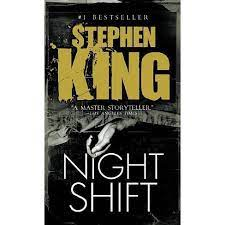 #1 BESTSELLER
STEPHEN
KING
"A MASTER STORYTELLER."
—LOS ANGELES TIMES
NIGHT
SHIFT